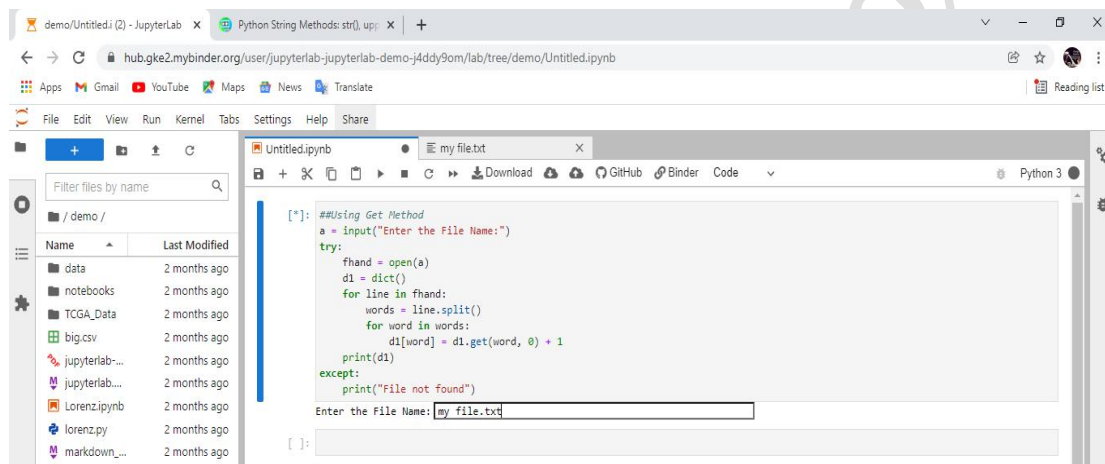 demo/Untitled.i (2) - JupyterLab
Python String Methods: str(), upp
hub.gke2.mybinder.org/user/jupyterlab-jupyterlab-demo-j4ddy9om/lab/tree/demo/Untitled.ipynb
Apps Gmail YouTube Maps News Translate Reading list
File Edit View Run Kernel Tabs Settings Help Share
Untitled.ipynb
my file.txt
Download GitHub Binder Code Python 3
Filter files by name
/ demo /
Name Last Modified
data 2 months ago
notebooks 2 months ago
TCGA_Data 2 months ago
big.csv 2 months ago
jupyterlab-... 2 months ago
jupyterlab.... 2 months ago
Lorenz.ipynb 2 months ago
lorenz.py 2 months ago
markdown_... 2 months ago
[*]: ##Using Get Method
a = input("Enter the File Name:")
try:
    fhand = open(a)
    d1 = dict()
    for line in fhand:
        words = line.split()
        for word in words:
            d1[word] = d1.get(word, 0) + 1
    print(d1)
except:
    print("File not found")
Enter the File Name: my file.txt
[ ]: